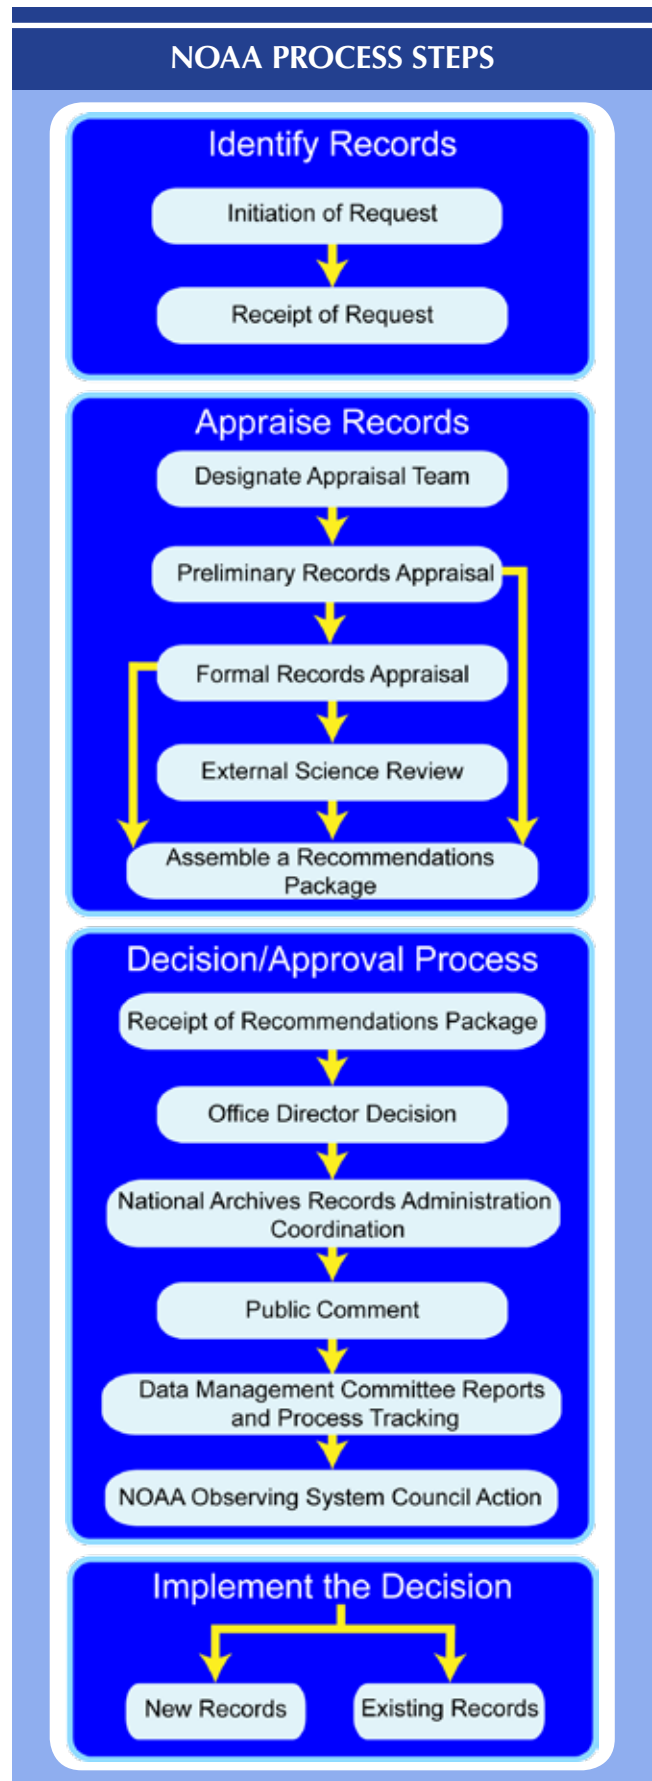 NOAA PROCESS STEPS
Identify Records
Initiation of Request
Receipt of Request
Appraise Records
Designate Appraisal Team
Preliminary Records Appraisal
Formal Records Appraisal
External Science Review
Assemble a Recommendations
Package
Decision/Approval Process
Receipt of Recommendations Package
Office Director Decision
National Archives Records Administration
Coordination
Public Comment
Data Management Committee Reports
and Process Tracking
NOAA Observing System Council Action
Implement the Decision
New Records
Existing Records